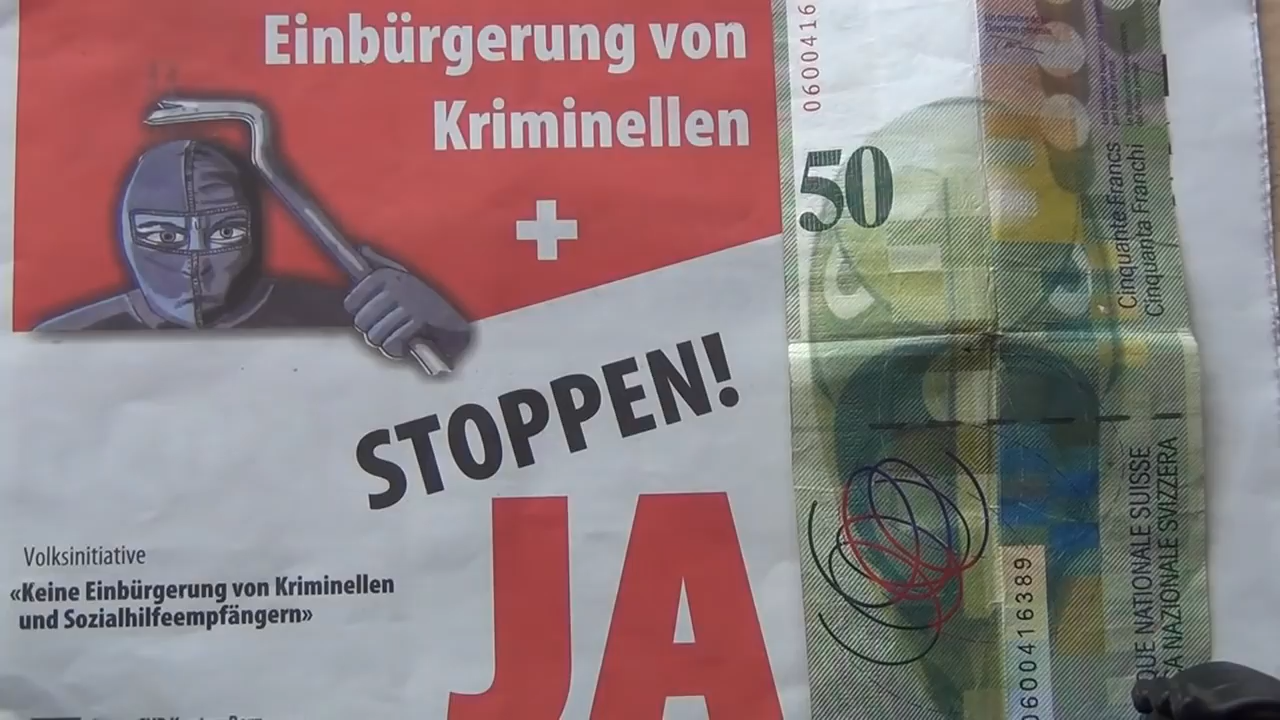 Einbürgerung von
Kriminellen
STOPPEN!
JA
Volksinitiative
«Keine Einbürgerung von Kriminellen
und Sozialhilfeempfängern»
0600416
50
Cinquante Francs
Cinquanta Franchi
QUE NATIONALE SUISSE
CA NAZIONALE SVIZZERA
0600416389